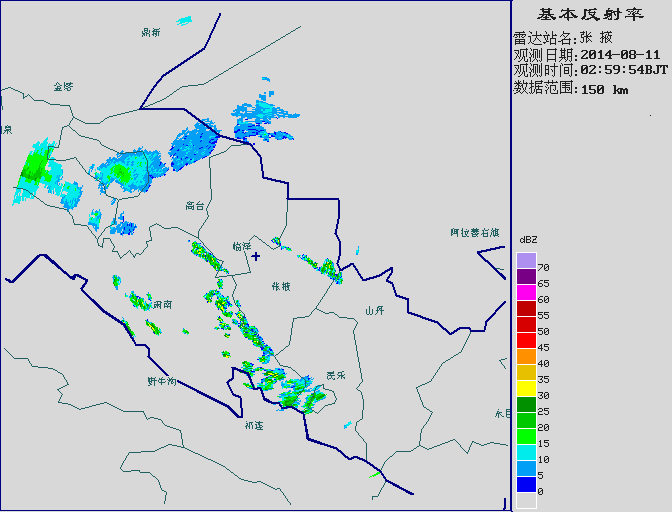 基本反射率
雷达站名:张 掖
观测日期:2014-08-11
观测时间:02:59:54BJT
数据范围:150 km
鼎新
金塔
泉
高台
阿拉善右旗
临泽
张掖
肃南
山丹
野牛沟
民乐
祁连
永昌
dBZ
70
65
60
55
50
45
40
35
30
25
20
15
10
5
0